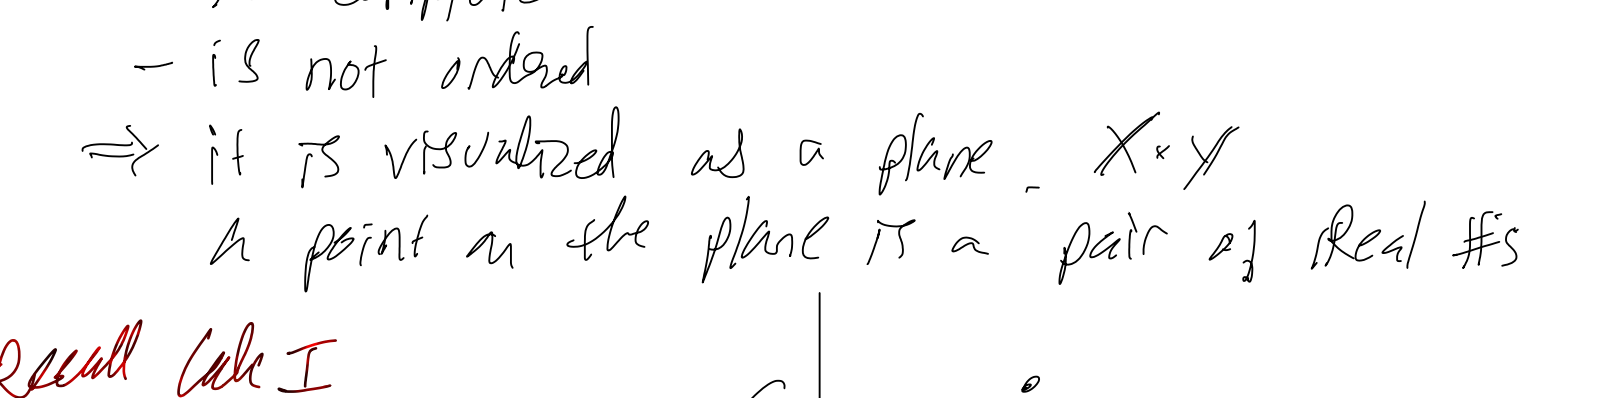 - is not ordered
⇒ it is visualized as a plane. X × Y
a point on the plane is a pair of Real #s
Recall Calc I